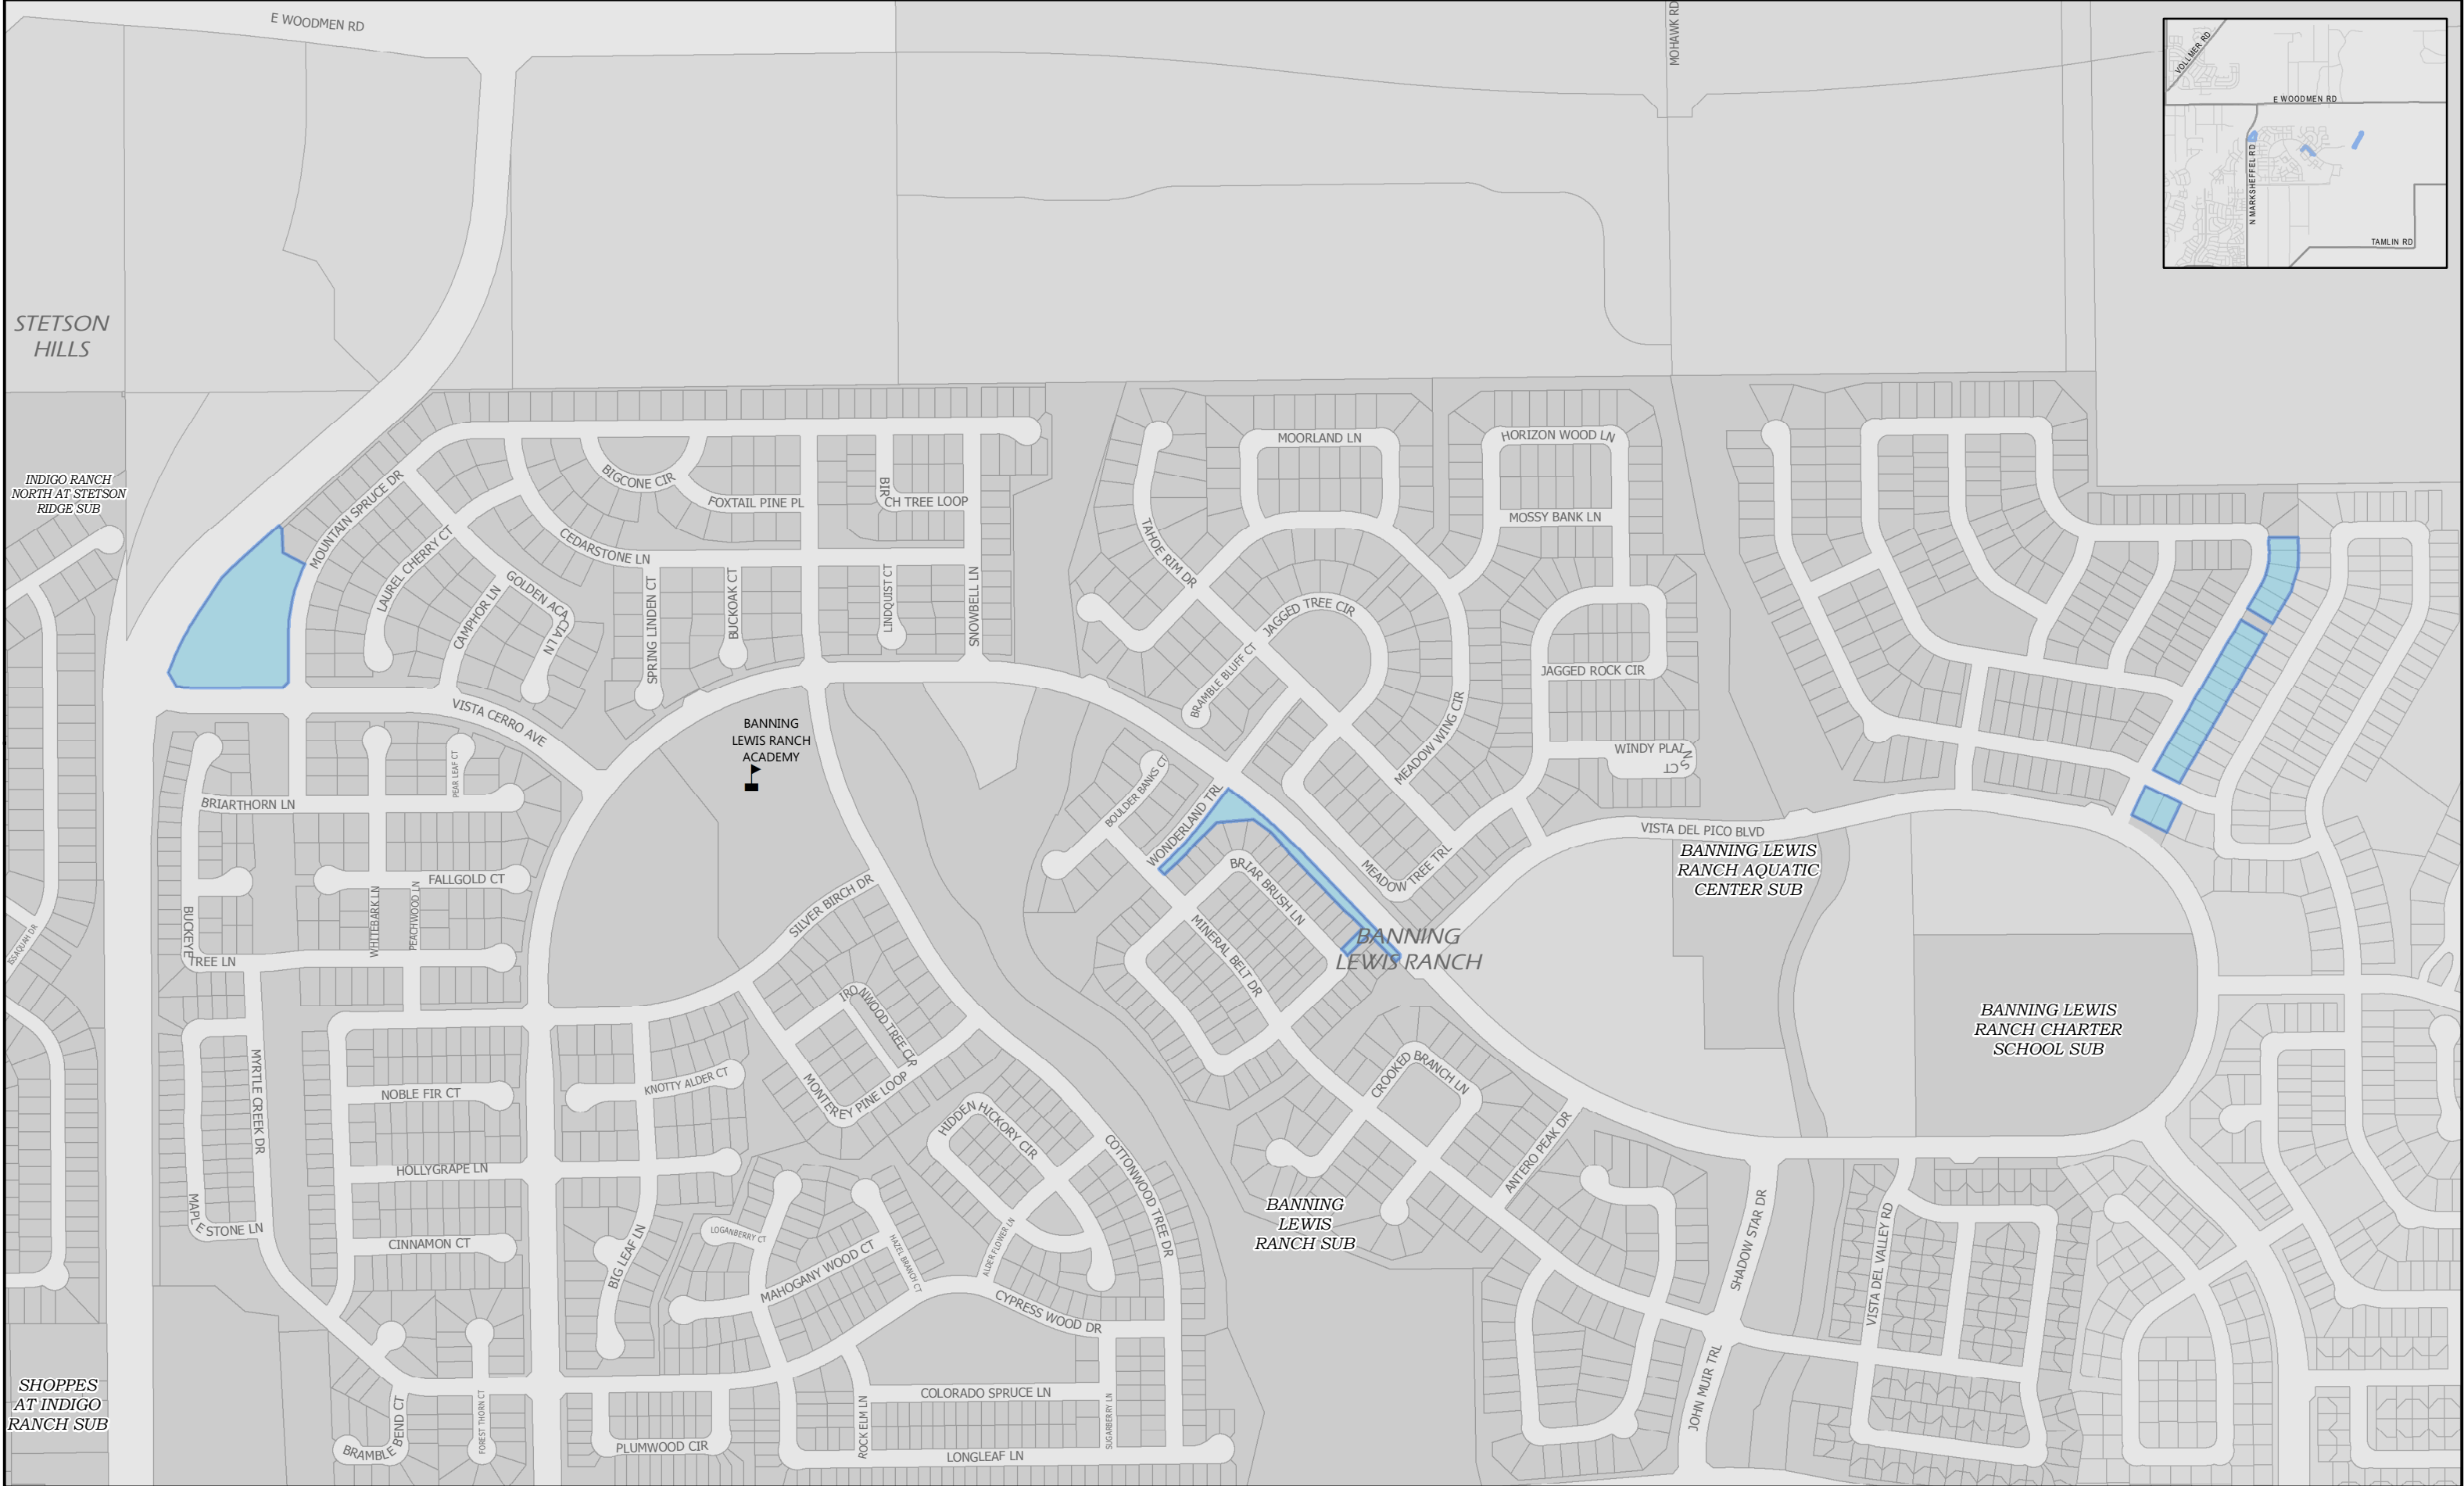 E WOODMEN RD
MOHAWK RD
VOLLMER RD
E WOODMEN RD
N MARKSHEFFEL RD
TAMLIN RD
STETSON
HILLS
INDIGO RANCH
NORTH AT STETSON
RIDGE SUB
MOUNTAIN SPRUCE DR
BIGCONE CIR
FOXTAIL PINE PL
BIRCH TREE LOOP
MOORLAND LN
HORIZON WOOD LN
MOSSY BANK LN
TAHOE RIM DR
LAUREL CHERRY CT
CEDARSTONE LN
CAMPHOR LN
GOLDEN ACACIA LN
SPRING LINDEN CT
BUCKOAK CT
LINDQUIST CT
SNOWBELL LN
JAGGED TREE CIR
BRAMBLE BLUFF CT
JAGGED ROCK CIR
MEADOW WING CIR
WINDY PLAINS CT
VISTA CERRO AVE
BANNING
LEWIS RANCH
ACADEMY
PEAR LEAF CT
BRIARTHORN LN
BOULDER BANKS CT
WONDERLAND TRL
MEADOW TREE TRL
VISTA DEL PICO BLVD
BANNING LEWIS
RANCH AQUATIC
CENTER SUB
FALLGOLD CT
BRIAR BRUSH LN
BUCKEYE TREE LN
WHITEBARK LN
PEACHWOOD LN
SILVER BIRCH DR
MINERAL BELT DR
BANNING
LEWIS RANCH
ISSAQUAH DR
IRONWOOD TREE CIR
BANNING LEWIS
RANCH CHARTER
SCHOOL SUB
MYRTLE CREEK DR
NOBLE FIR CT
KNOTTY ALDER CT
MONTEREY PINE LOOP
CROOKED BRANCH LN
HIDDEN HICKORY CIR
ANTERO PEAK DR
COTTONWOOD TREE DR
HOLLYGRAPE LN
MAPLE STONE LN
CINNAMON CT
BIG LEAF LN
LOGANBERRY CT
MAHOGANY WOOD CT
HAZEL BRANCH CT
ALDER FLOWER LN
BANNING
LEWIS
RANCH SUB
SHADOW STAR DR
VISTA DEL VALLEY RD
CYPRESS WOOD DR
SHOPPES
AT INDIGO
RANCH SUB
BRAMBLE BEND CT
FOREST THORN CT
PLUMWOOD CIR
ROCK ELM LN
COLORADO SPRUCE LN
SUGARBERRY LN
LONGLEAF LN
JOHN MUIR TRL